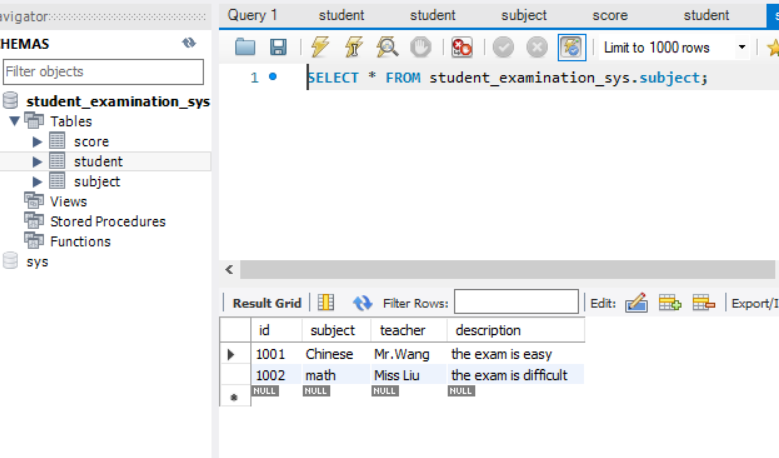 avigator
Query 1 student student subject score student s
HEMAS
Filter objects
student_examination_sys
Tables
score
student
subject
Views
Stored Procedures
Functions
sys
Limit to 1000 rows
1 SELECT * FROM student_examination_sys.subject;
Result Grid Filter Rows: Edit: Export/I
id subject teacher description
1001 Chinese Mr.Wang the exam is easy
1002 math Miss Liu the exam is difficult
NULL NULL NULL NULL